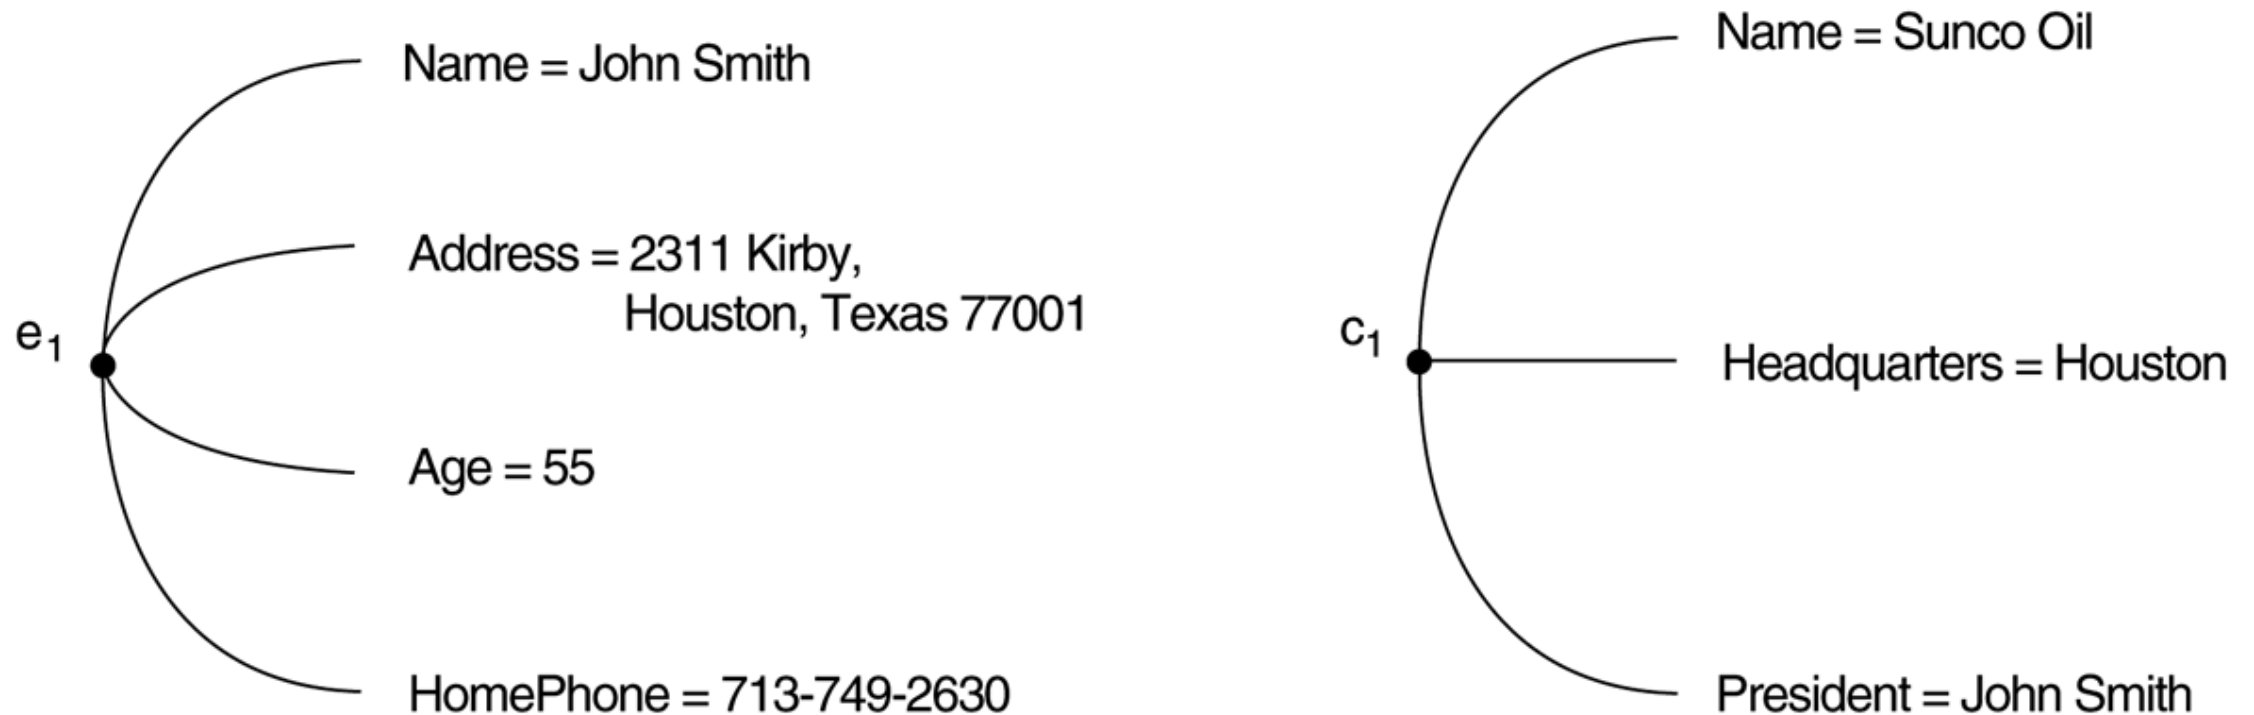 e1
Name = John Smith
Address = 2311 Kirby,
Houston, Texas 77001
Age = 55
HomePhone = 713-749-2630
c1
Name = Sunco Oil
Headquarters = Houston
President = John Smith